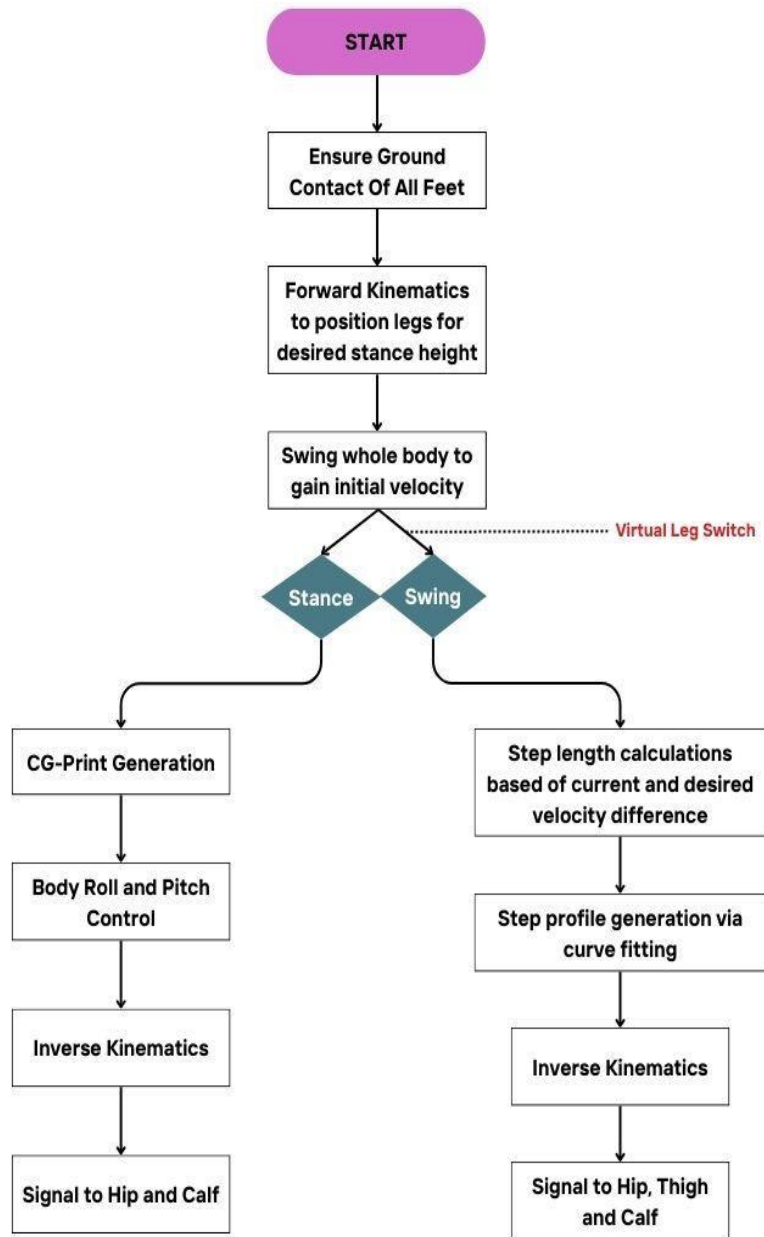 START
Ensure Ground
Contact Of All Feet
Forward Kinematics
to position legs for
desired stance height
Swing whole body to
gain initial velocity
Virtual Leg Switch
Stance
Swing
CG-Print Generation
Body Roll and Pitch
Control
Inverse Kinematics
Signal to Hip and Calf
Step length calculations
based of current and desired
velocity difference
Step profile generation via
curve fitting
Inverse Kinematics
Signal to Hip, Thigh
and Calf